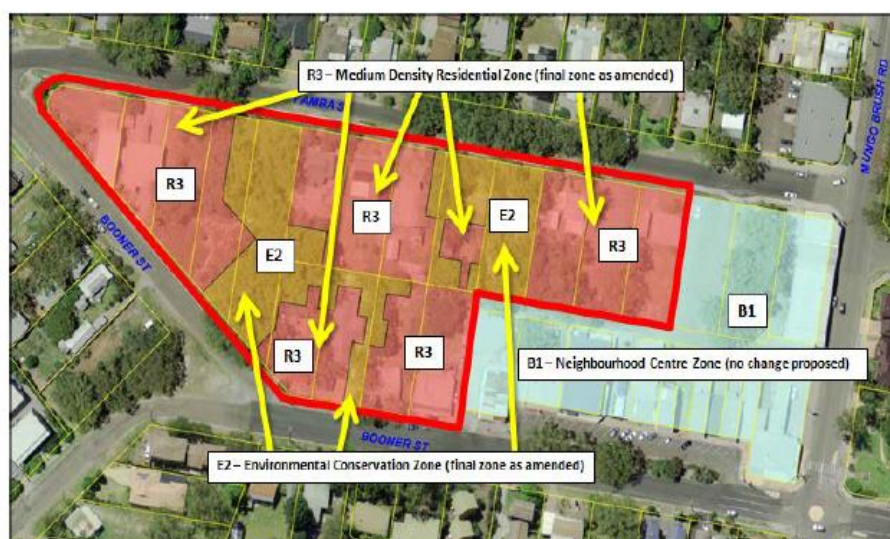 R3 – Medium Density Residential Zone (final zone as amended)
MUNGO BRUSH RD
R3
R3
E2
R3
E2
B1
BOONER ST
R3
R3
B1 – Neighbourhood Centre Zone (no change proposed)
BOONER ST
E2 – Environmental Conservation Zone (final zone as amended)